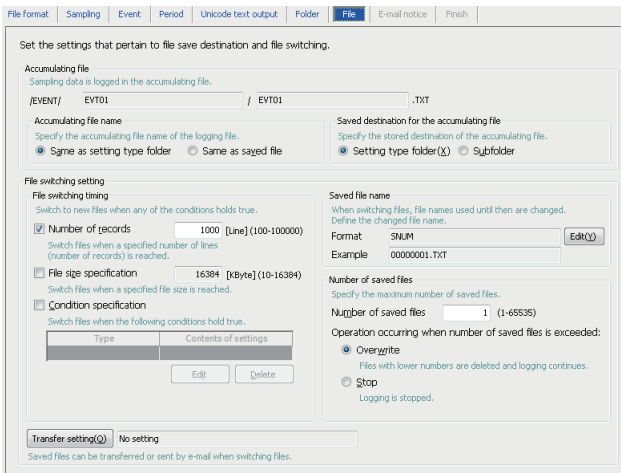 File format Sampling Event Period Unicode text output Folder File E-mail notice Finish
Set the settings that pertain to file save destination and file switching.
Accumulating file
Sampling data is logged in the accumulating file.
/EVENT/ EVT01 / EVT01 .TXT
Accumulating file name
Specify the accumulating file name of the logging file.
Same as setting type folder Same as saved file
Saved destination for the accumulating file
Specify the stored destination of the accumulating file.
Setting type folder(X) Subfolder
File switching setting
File switching timing
Switch to new files when any of the conditions holds true.
Number of records 1000 [Line] (100-100000)
Switch files when a specified number of lines
(number of records) is reached.
File size specification 16384 [KByte] (10-16384)
Switch files when a specified file size is reached.
Condition specification
Switch files when the following conditions hold true.
Type Contents of settings
Edit Delete
Saved file name
When switching files, file names used until then are changed.
Define the changed file name.
Format SNUM Edit(Y)
Example 00000001.TXT
Number of saved files
Specify the maximum number of saved files.
Number of saved files 1 (1-65535)
Operation occurring when number of saved files is exceeded:
Overwrite
Files with lower numbers are deleted and logging continues.
Stop
Logging is stopped.
Transfer setting(Q) No setting
Saved files can be transferred or sent by e-mail when switching files.